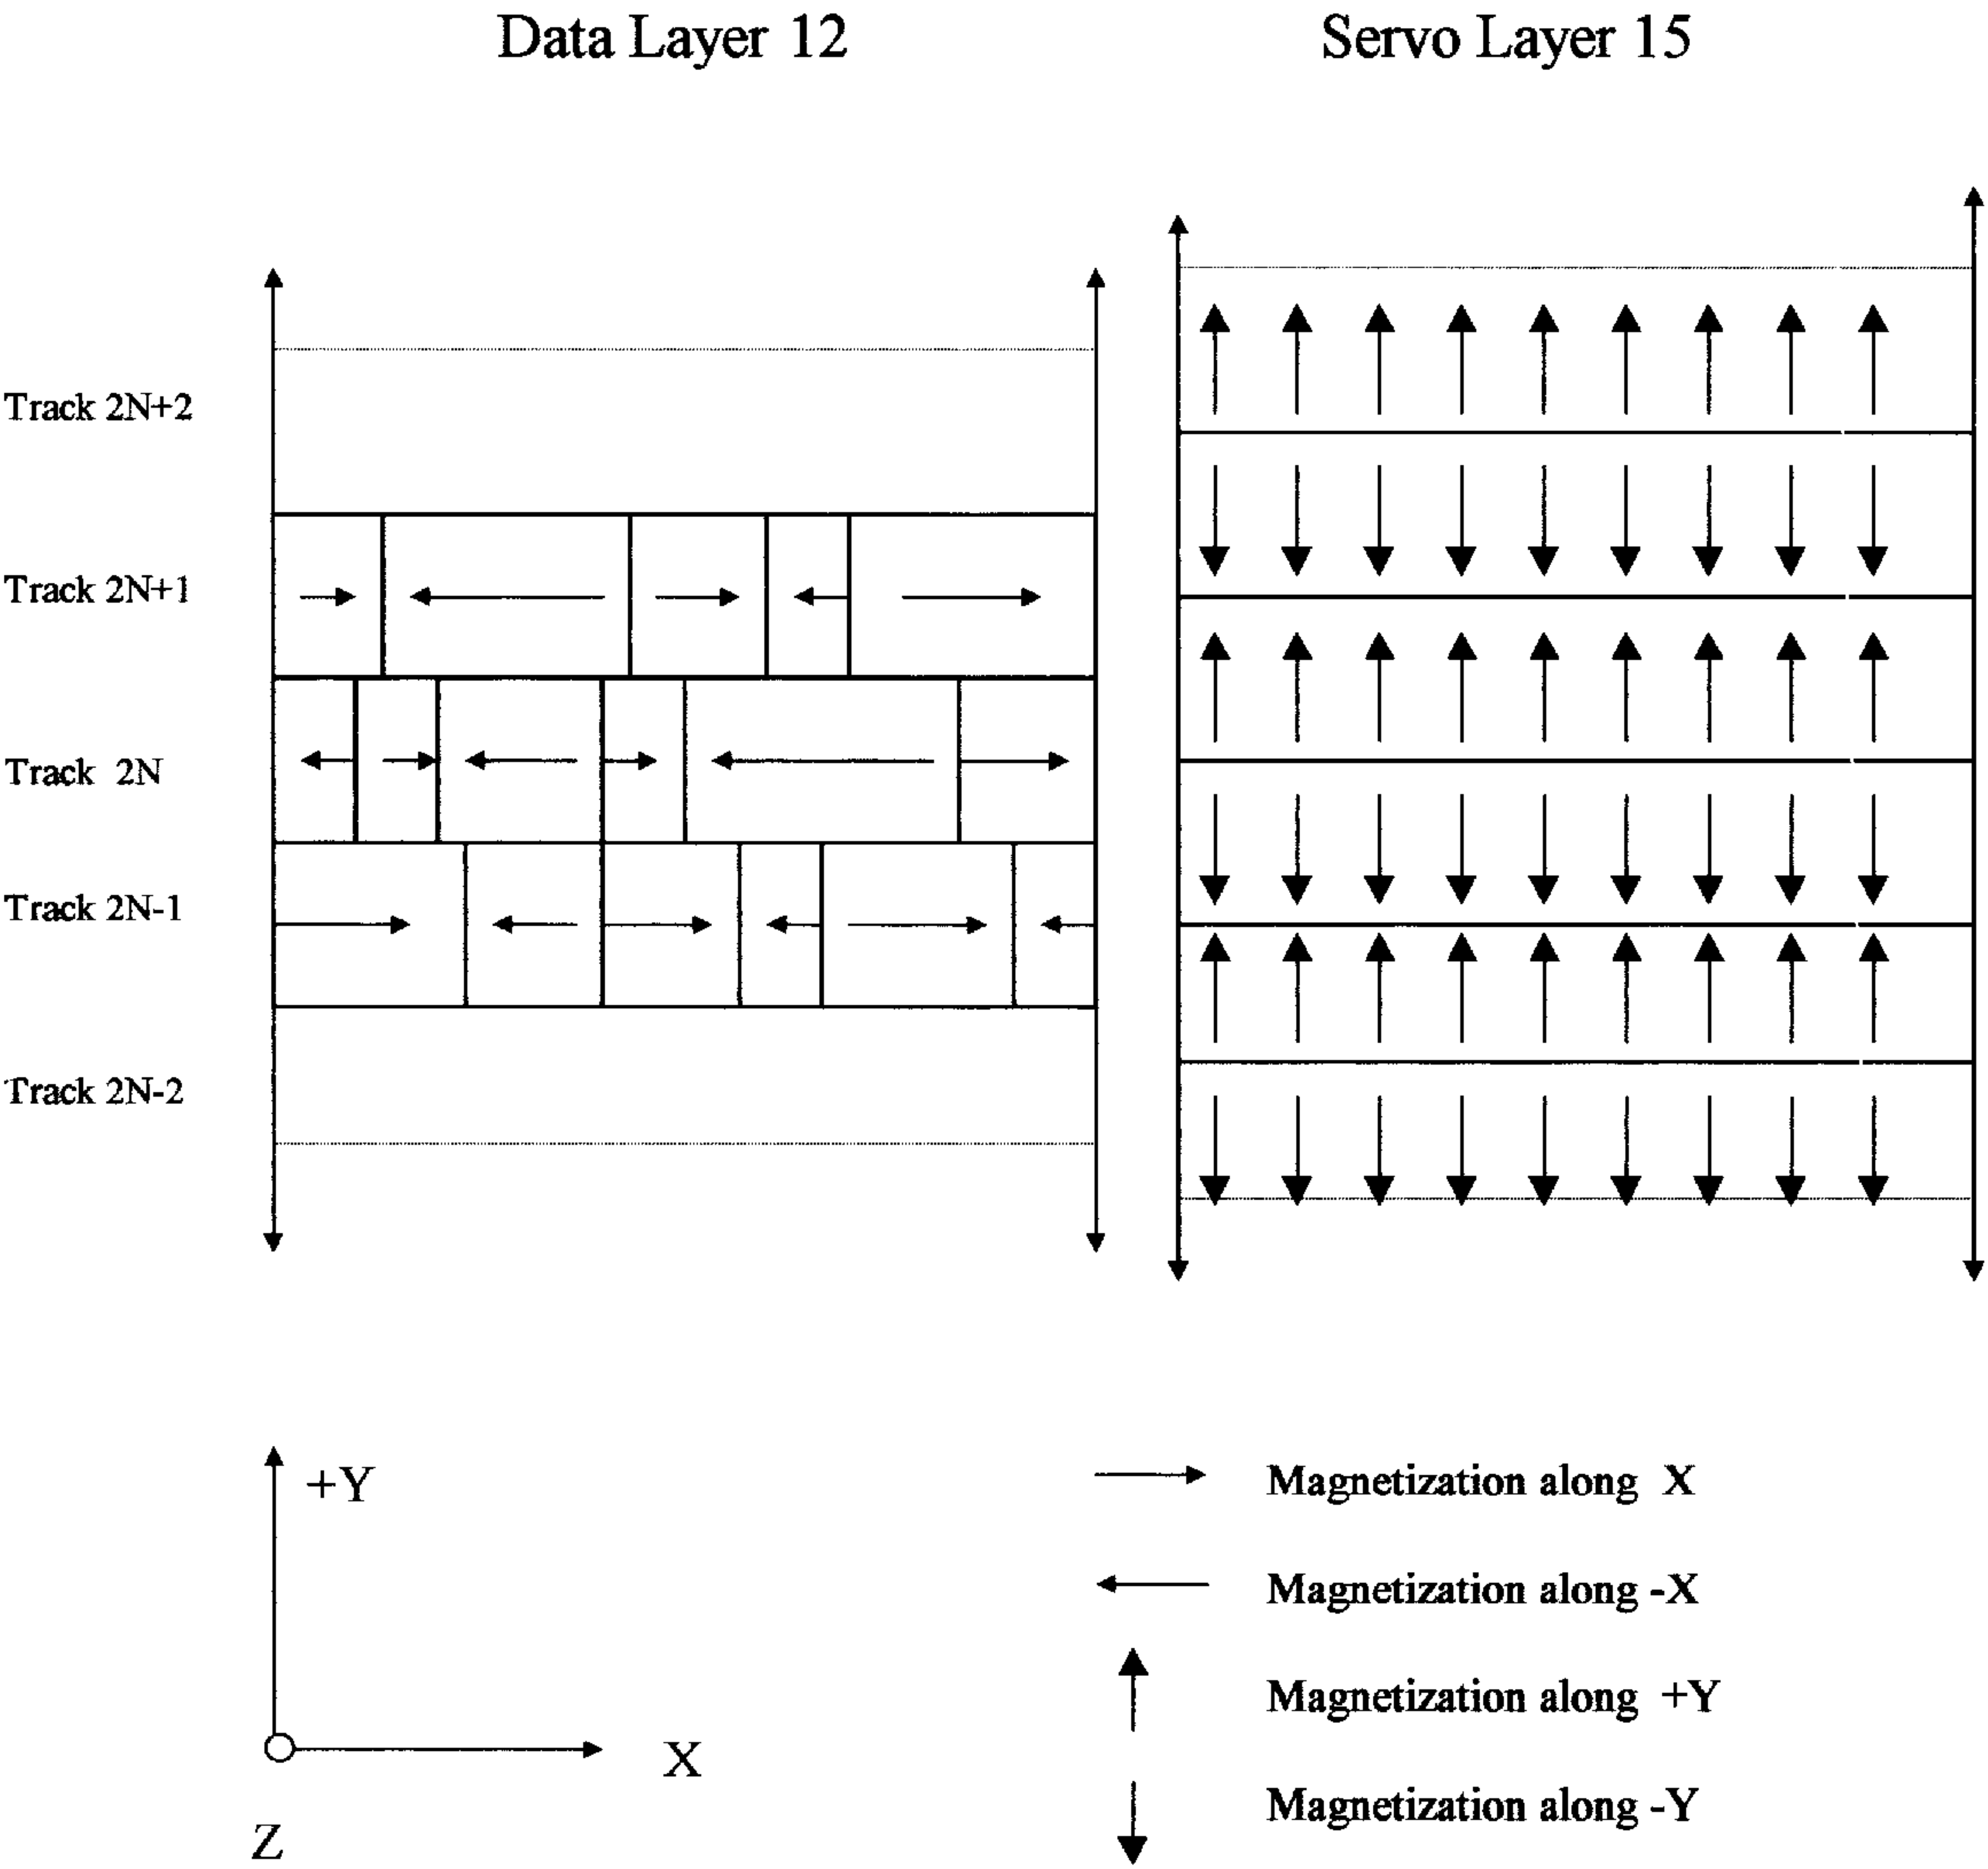 Data Layer 12
Servo Layer 15
Track 2N+2
Track 2N+1
Track 2N
Track 2N-1
Track 2N-2
+Y
X
Z
Magnetization along X
Magnetization along -X
Magnetization along +Y
Magnetization along -Y